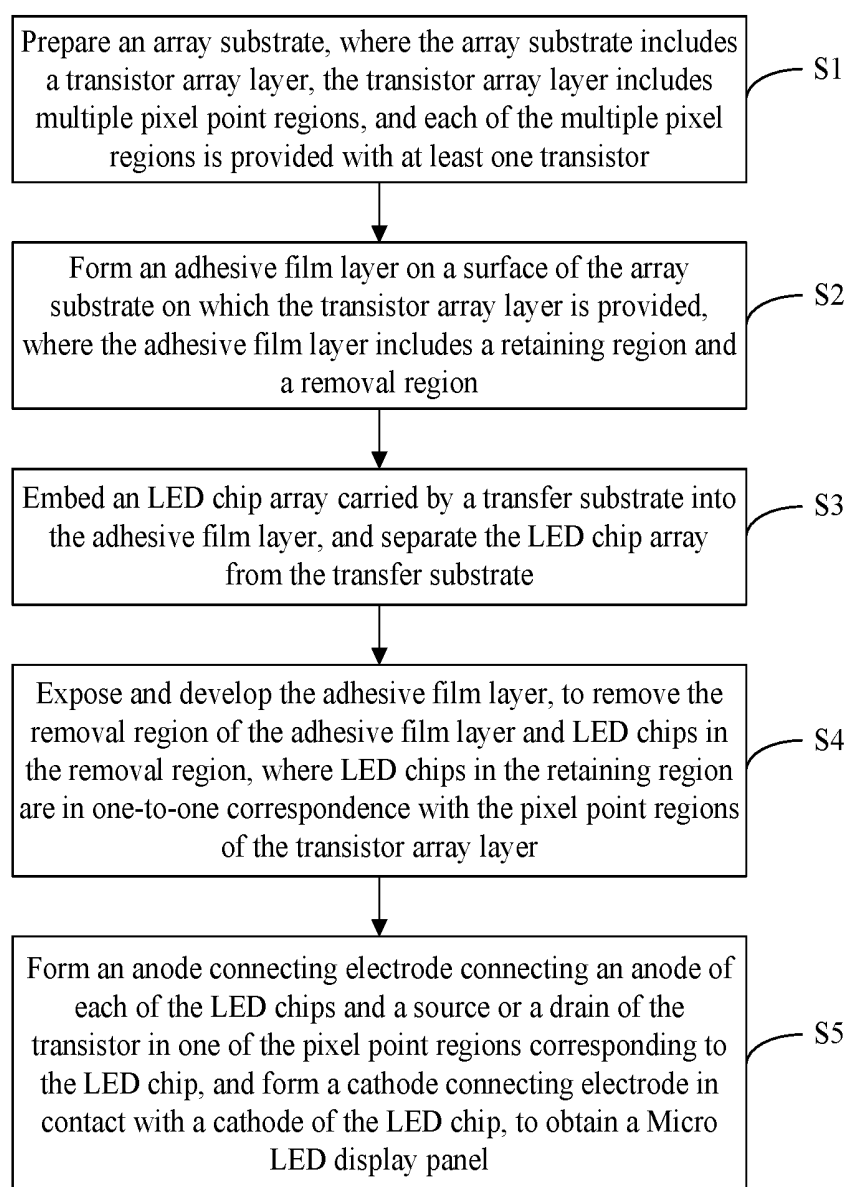 Prepare an array substrate, where the array substrate includes
a transistor array layer, the transistor array layer includes
multiple pixel point regions, and each of the multiple pixel
regions is provided with at least one transistor
S1
Form an adhesive film layer on a surface of the array
substrate on which the transistor array layer is provided,
where the adhesive film layer includes a retaining region and
a removal region
S2
Embed an LED chip array carried by a transfer substrate into
the adhesive film layer, and separate the LED chip array
from the transfer substrate
S3
Expose and develop the adhesive film layer, to remove the
removal region of the adhesive film layer and LED chips in
the removal region, where LED chips in the retaining region
are in one-to-one correspondence with the pixel point regions
of the transistor array layer
S4
Form an anode connecting electrode connecting an anode of
each of the LED chips and a source or a drain of the
transistor in one of the pixel point regions corresponding to
the LED chip, and form a cathode connecting electrode in
contact with a cathode of the LED chip, to obtain a Micro
LED display panel
S5